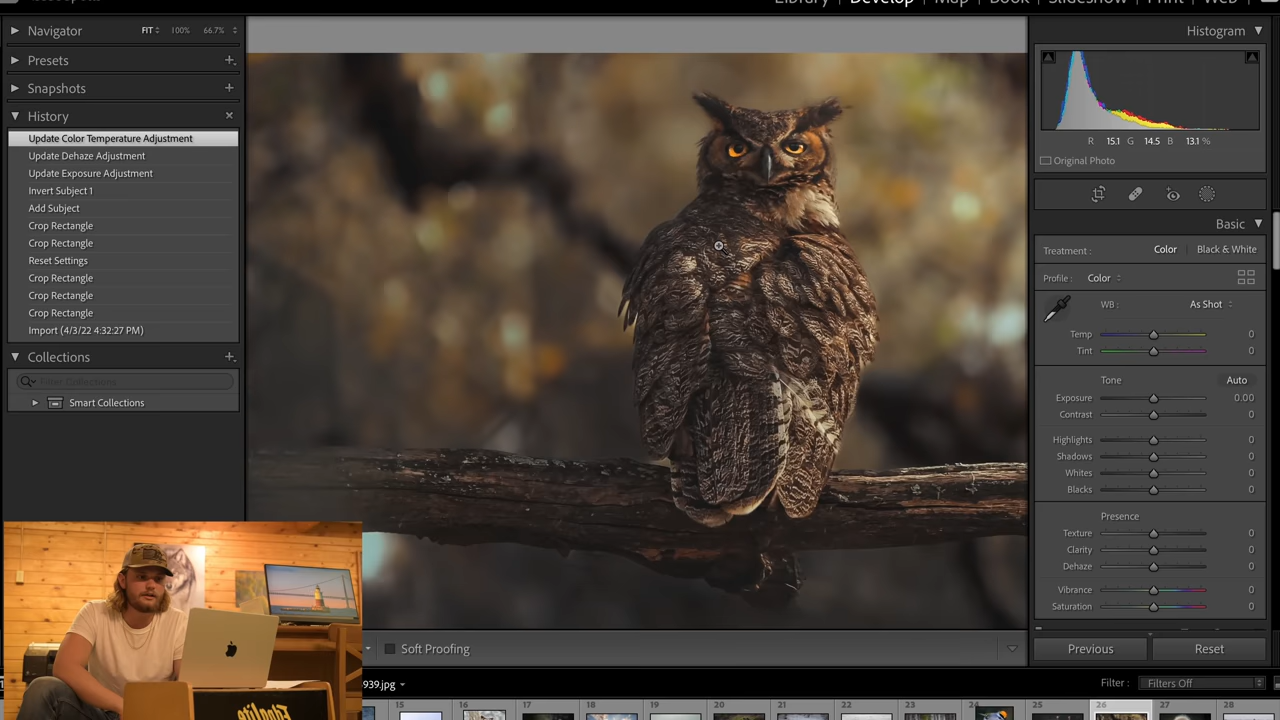 Library Develop Map Book Slideshow Print Web
Navigator FIT 100% 66.7%
Presets
Snapshots
History
Update Color Temperature Adjustment
Update Dehaze Adjustment
Update Exposure Adjustment
Invert Subject 1
Add Subject
Crop Rectangle
Crop Rectangle
Reset Settings
Crop Rectangle
Crop Rectangle
Crop Rectangle
Import (4/3/22 4:32:27 PM)
Collections
Filter Collections
Smart Collections
Histogram
R 15.1 G 14.5 B 13.1 %
Original Photo
Basic
Treatment : Color Black & White
Profile : Color
WB : As Shot
Temp 0
Tint 0
Tone Auto
Exposure 0.00
Contrast 0
Highlights 0
Shadows 0
Whites 0
Blacks 0
Presence
Texture 0
Clarity 0
Dehaze 0
Vibrance 0
Saturation 0
Previous Reset
Soft Proofing
939.jpg
Filter : Filters Off
15 16 17 18 19 20 21 22 23 24 25 26 27 28